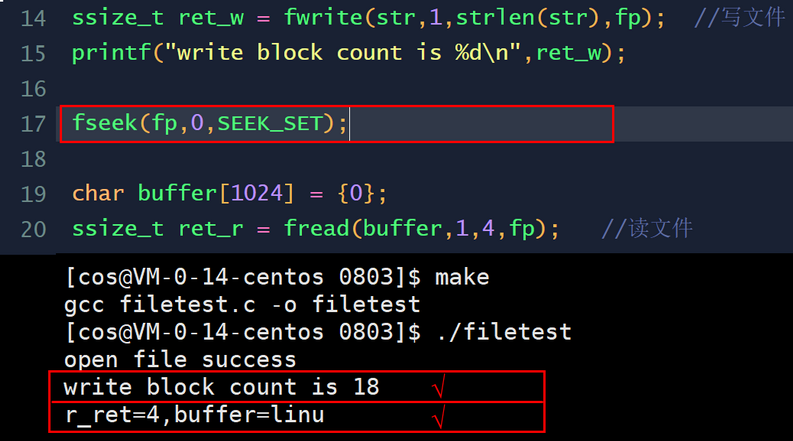 14 ssize_t ret_w = fwrite(str,1,strlen(str),fp); //写文件
15 printf("write block count is %d\n",ret_w);
16
17 fseek(fp,0,SEEK_SET);
18
19 char buffer[1024] = {0};
20 ssize_t ret_r = fread(buffer,1,4,fp); //读文件
[cos@VM-0-14-centos 0803]$ make
gcc filetest.c -o filetest
[cos@VM-0-14-centos 0803]$ ./filetest
open file success
write block count is 18 √
r_ret=4,buffer=linu √